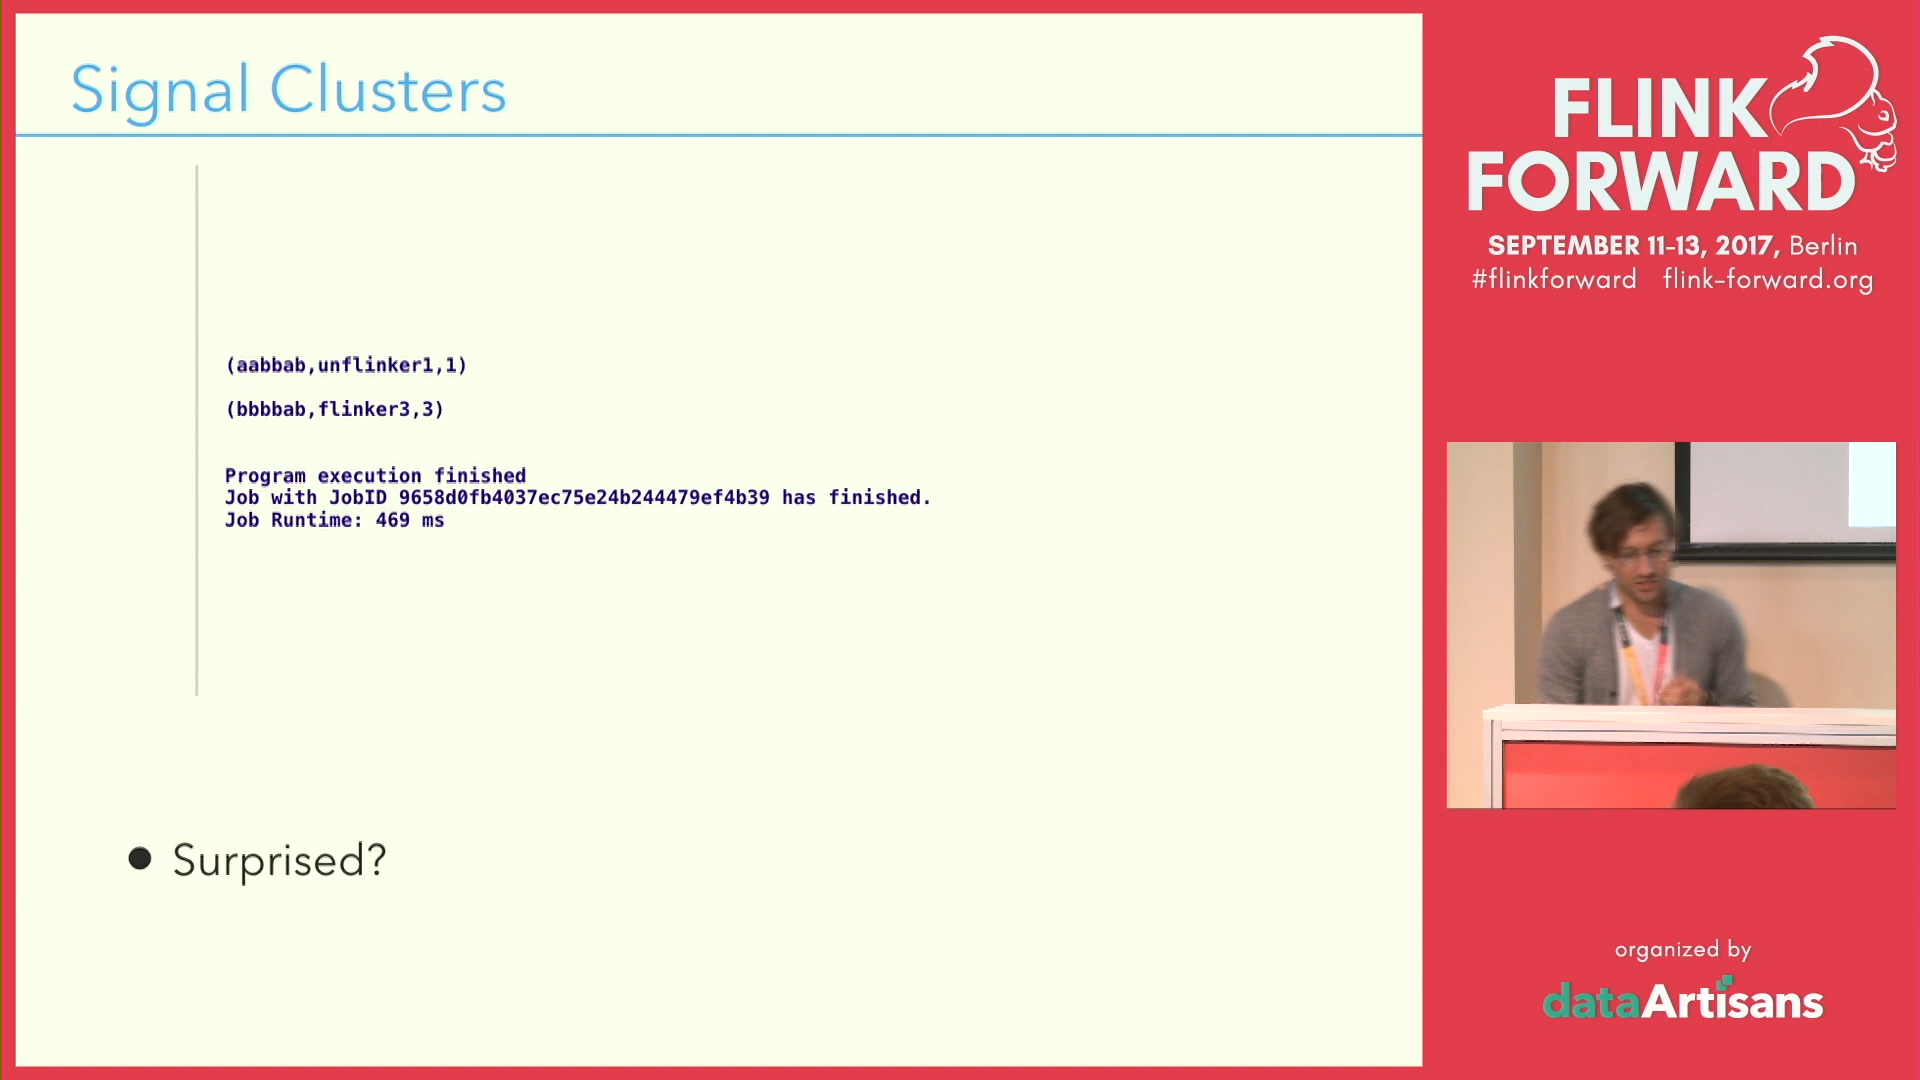 Signal Clusters
(aabbab,unflinker1,1)
(bbbbab,flinker3,3)
Program execution finished
Job with JobID 9658d0fb4037ec75e24b244479ef4b39 has finished.
Job Runtime: 469 ms
● Surprised?
FLINK
FORWARD
SEPTEMBER 11-13, 2017, Berlin
#flinkforward flink-forward.org
organized by
dataArtisans